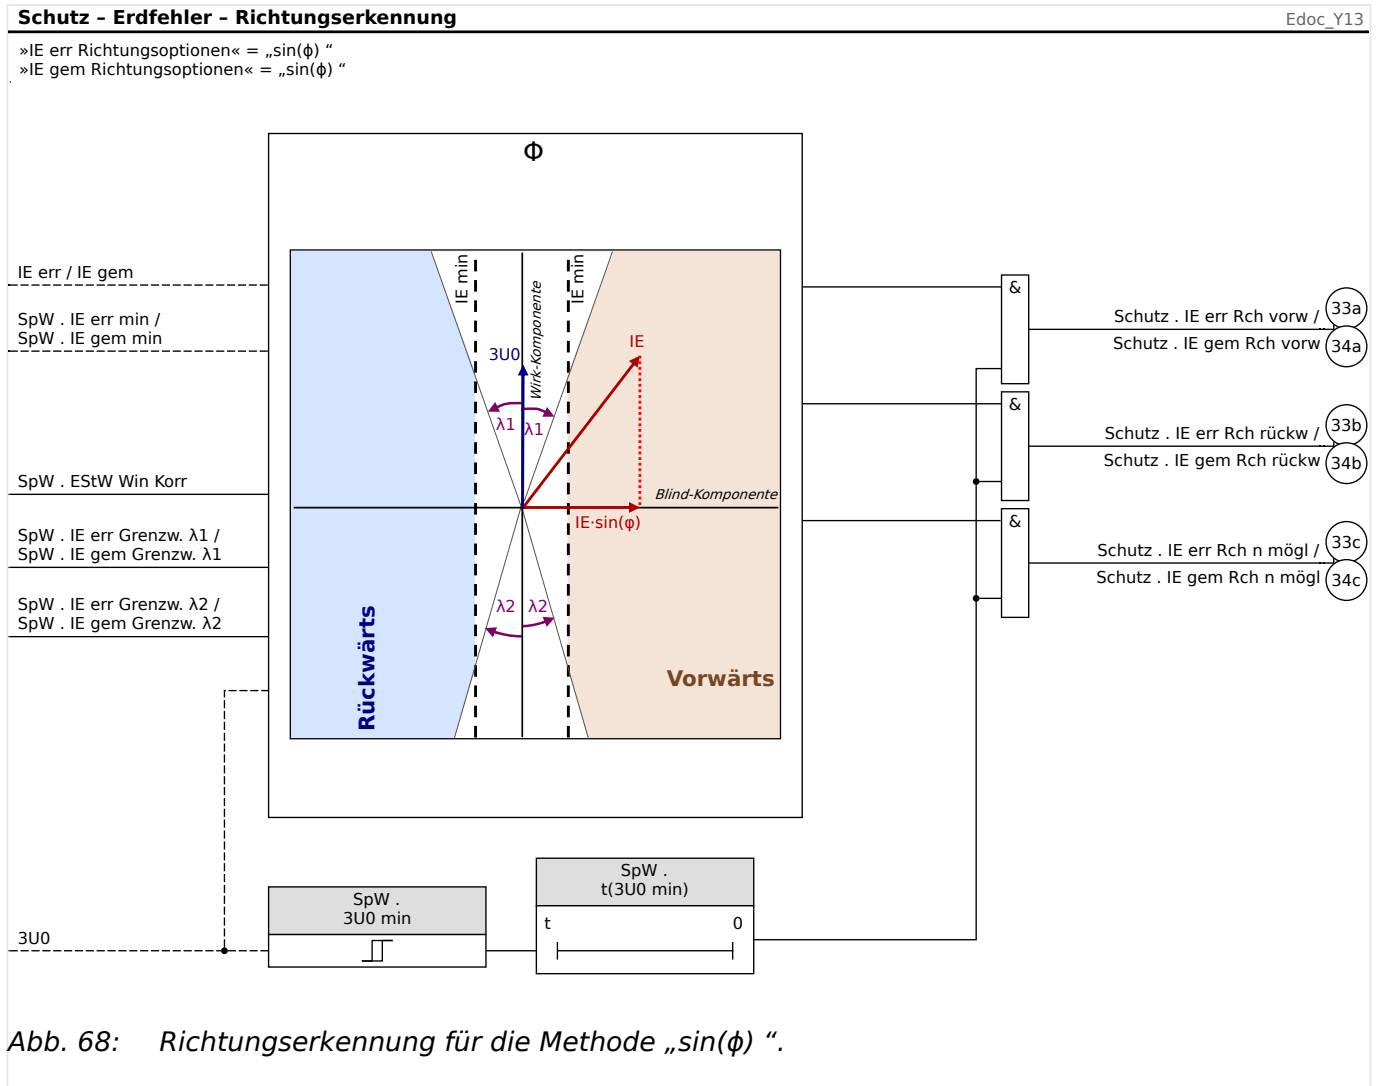 Schutz – Erdfehler – Richtungserkennung
Edoc_Y13
»IE err Richtungsoptionen« = „sin(ϕ) “
»IE gem Richtungsoptionen« = „sin(ϕ) “
Φ
IE err / IE gem
SpW . IE err min /
SpW . IE gem min
SpW . EStW Win Korr
SpW . IE err Grenzw. λ1 /
SpW . IE gem Grenzw. λ1
SpW . IE err Grenzw. λ2 /
SpW . IE gem Grenzw. λ2
3U0
IE min
Wirk-Komponente
IE min
3U0
IE
λ1
λ1
Blind-Komponente
IE·sin(φ)
λ2
λ2
Rückwärts
Vorwärts
&
Schutz . IE err Rch vorw /
33a
Schutz . IE gem Rch vorw
34a
&
Schutz . IE err Rch rückw /
33b
Schutz . IE gem Rch rückw
34b
&
Schutz . IE err Rch n mögl /
33c
Schutz . IE gem Rch n mögl
34c
SpW .
3U0 min
SpW .
t(3U0 min)
t
0
Abb. 68: Richtungserkennung für die Methode „sin(ϕ) “.